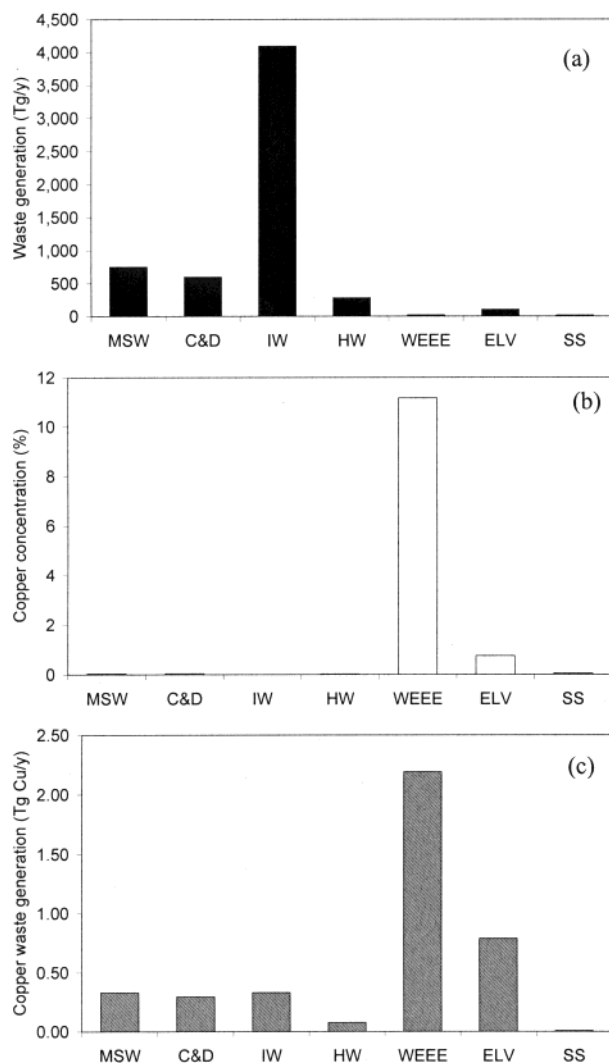 (a)
Waste generation (Tg/y)
4,500
4,000
3,500
3,000
2,500
2,000
1,500
1,000
500
0
MSW C&D IW HW WEEE ELV SS
(b)
Copper concentration (%)
12
10
8
6
4
2
0
MSW C&D IW HW WEEE ELV SS
(c)
Copper waste generation (Tg Cu/y)
2.50
2.00
1.50
1.00
0.50
0.00
MSW C&D IW HW WEEE ELV SS